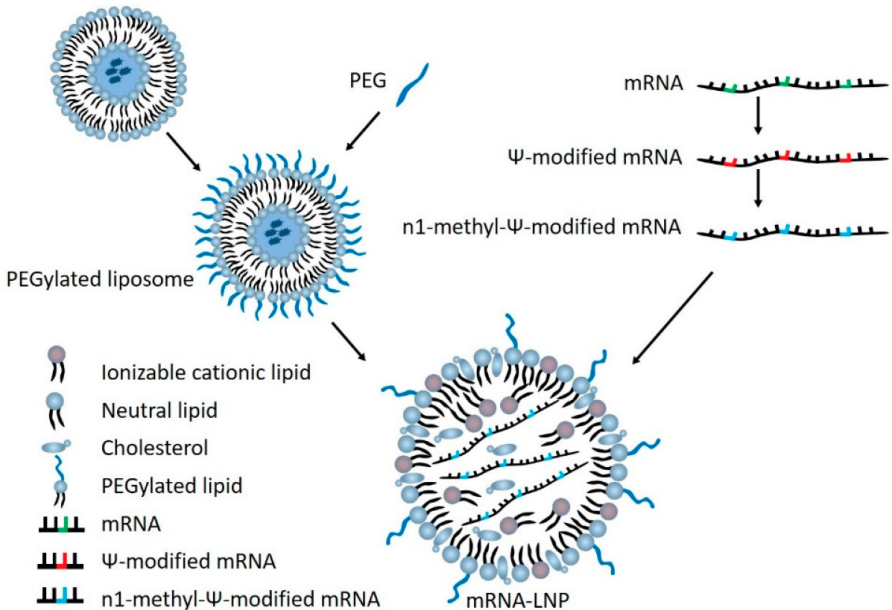 PEG
mRNA
Ψ-modified mRNA
n1-methyl-Ψ-modified mRNA
PEGylated liposome
Ionizable cationic lipid
Neutral lipid
Cholesterol
PEGylated lipid
mRNA
Ψ-modified mRNA
n1-methyl-Ψ-modified mRNA
mRNA-LNP